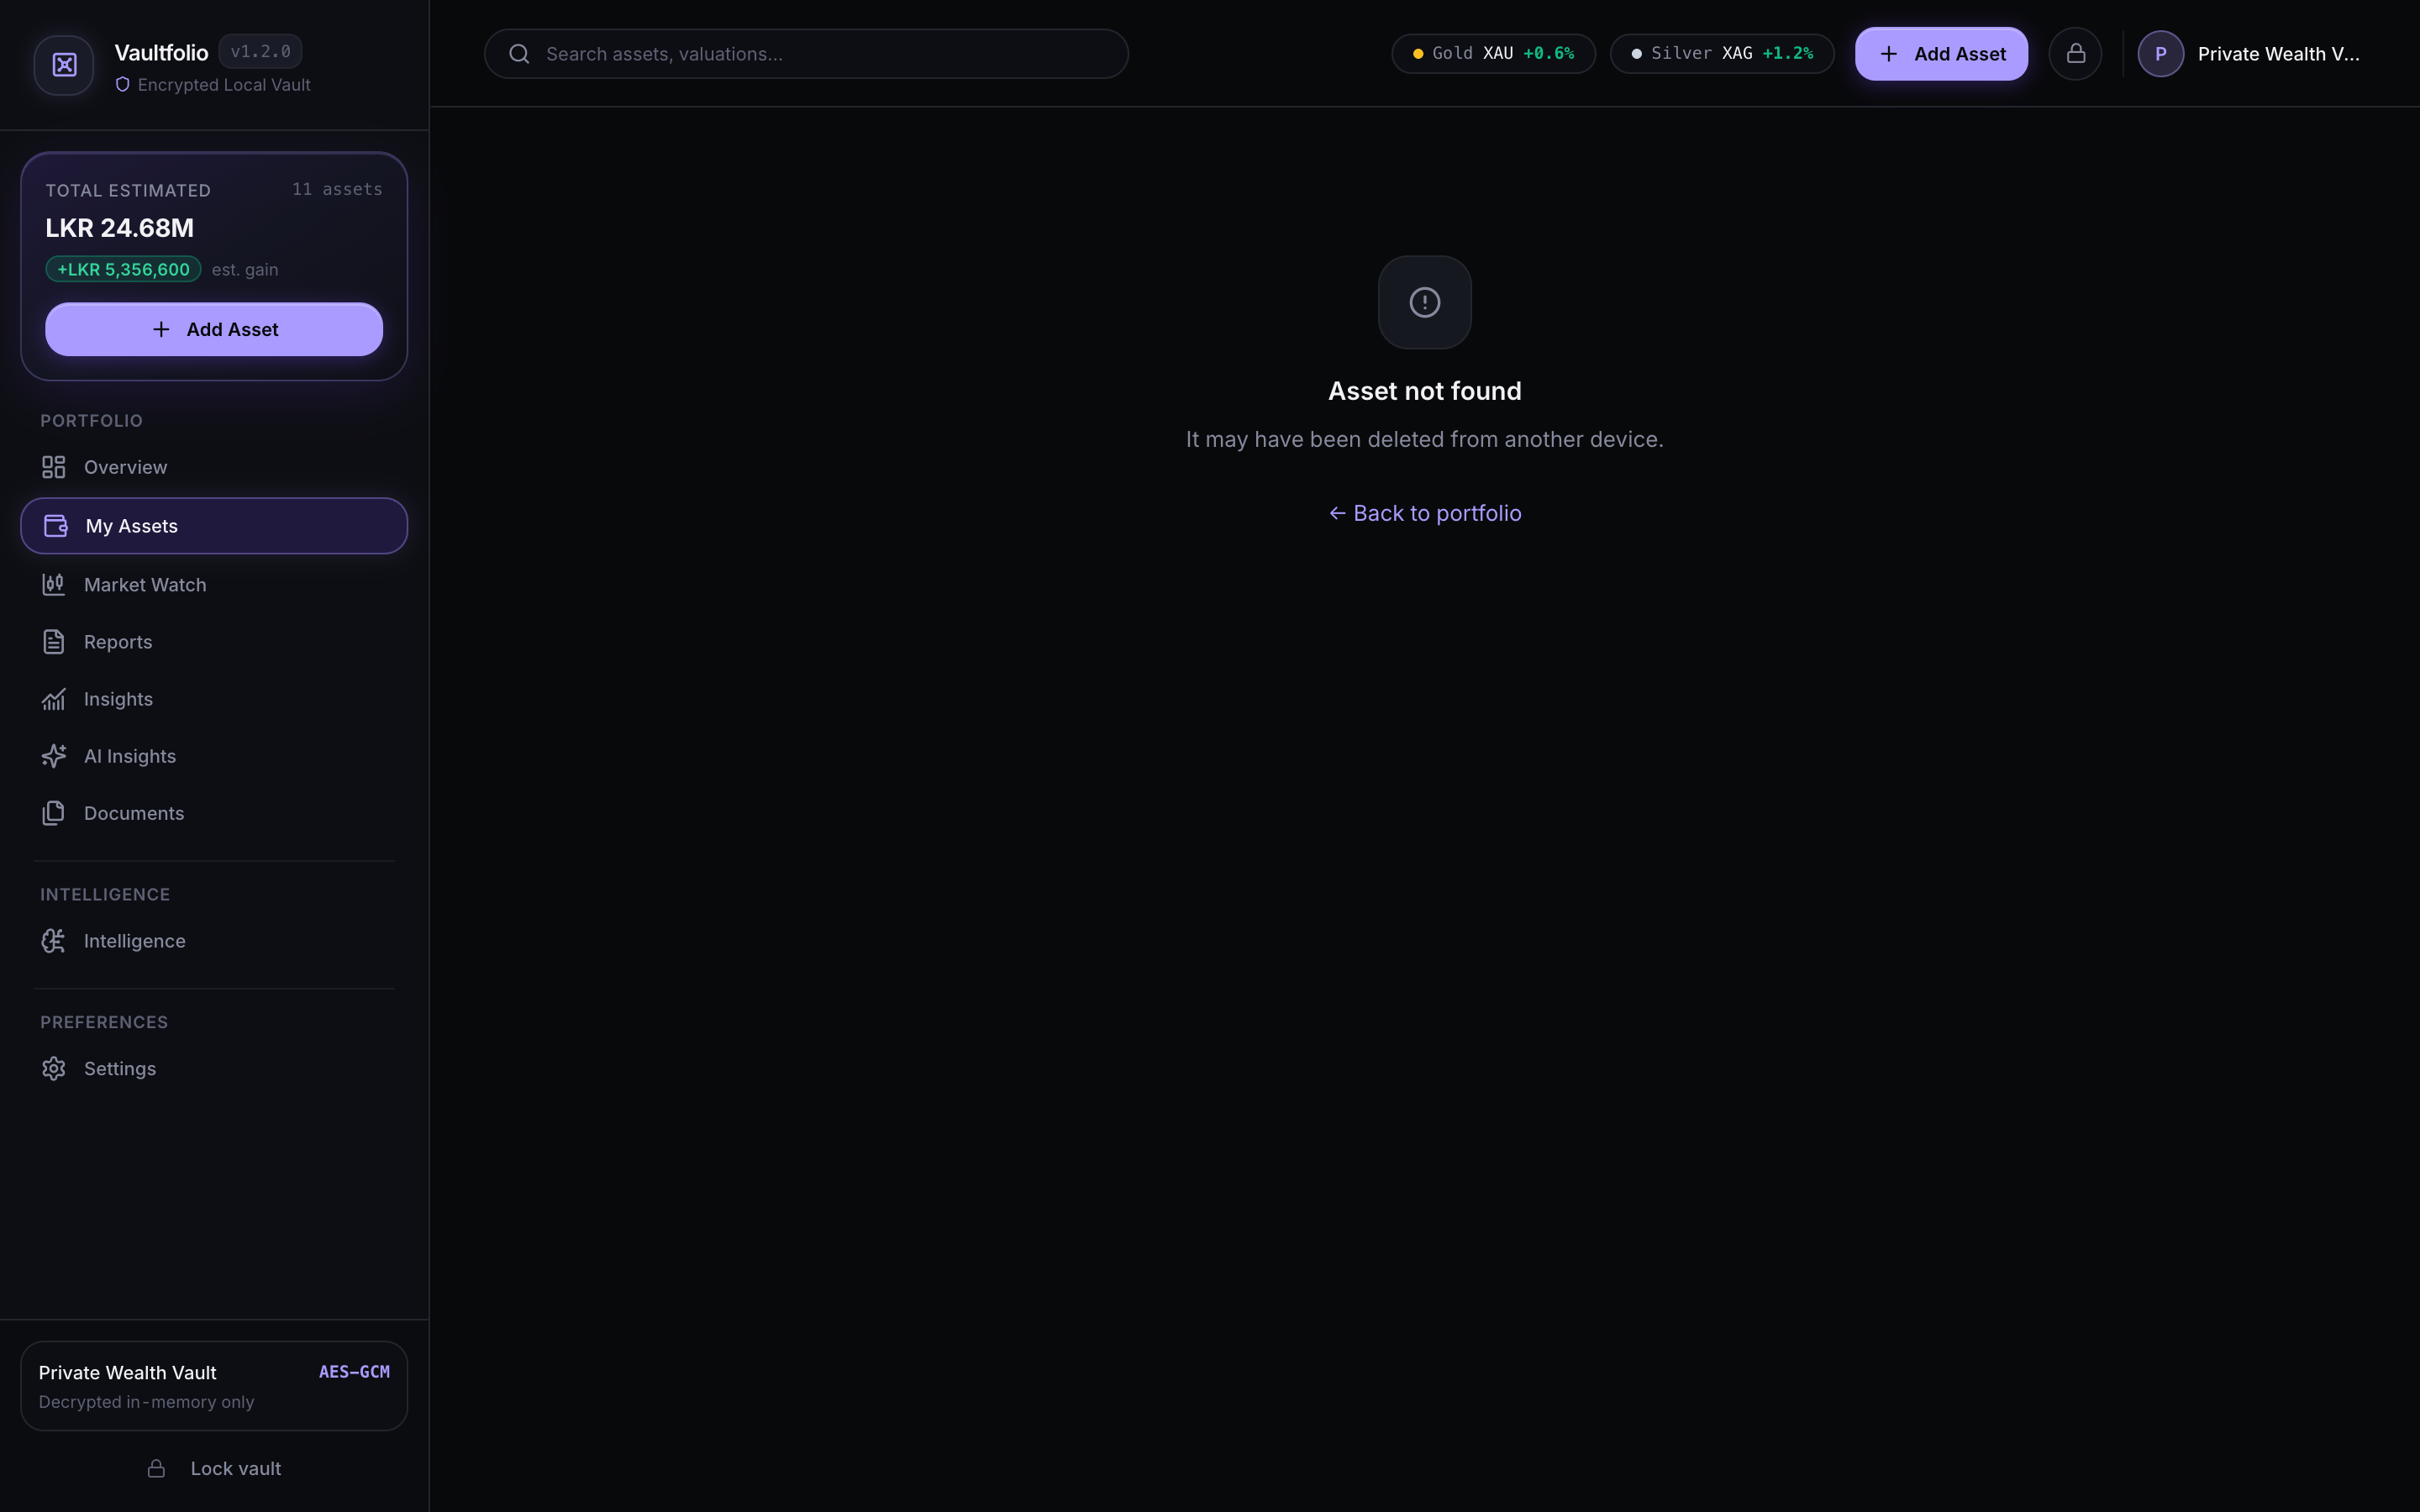 Vaultfolio v1.2.0
Encrypted Local Vault
TOTAL ESTIMATED 11 assets
LKR 24.68M
+LKR 5,356,600 est. gain
Add Asset
PORTFOLIO
Overview
My Assets
Market Watch
Reports
Insights
AI Insights
Documents
INTELLIGENCE
Intelligence
PREFERENCES
Settings
Private Wealth Vault AES-GCM
Decrypted in-memory only
Lock vault
Search assets, valuations...
Gold XAU +0.6%
Silver XAG +1.2%
Add Asset
P
Private Wealth V...
Asset not found
It may have been deleted from another device.
← Back to portfolio